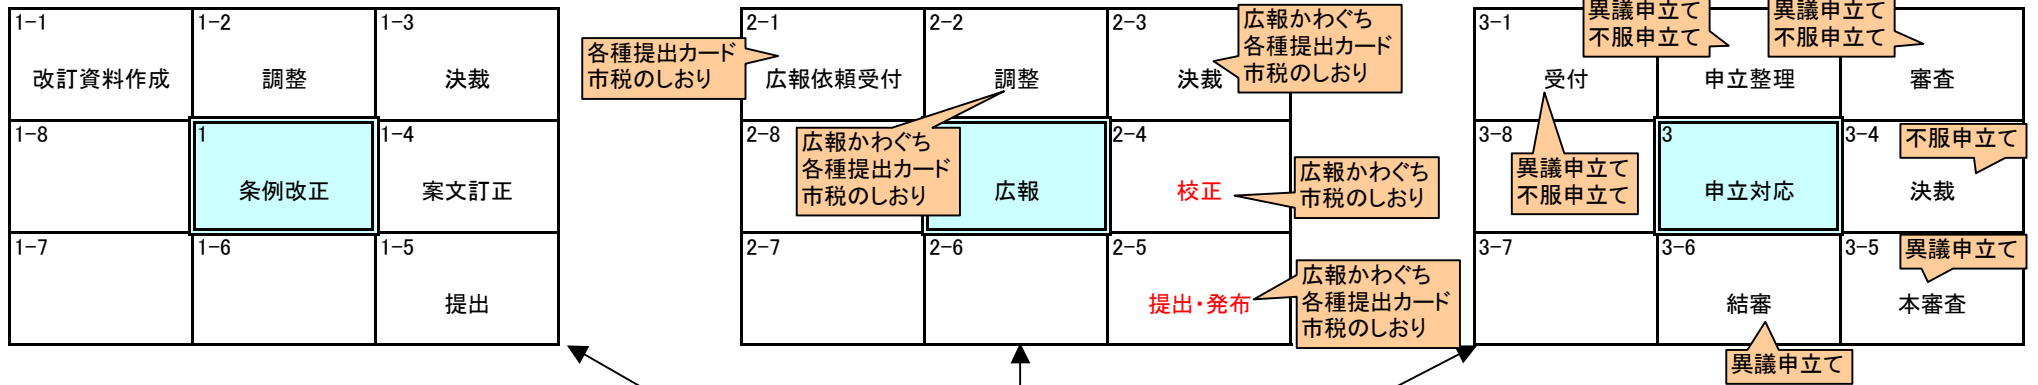 1-1
改訂資料作成
1-2
調整
1-3
決裁
1-8
1
条例改正
1-4
案文訂正
1-7
1-6
1-5
提出
各種提出カード
市税のしおり
2-1
広報依頼受付
2-2
調整
2-3
決裁
広報かわぐち
各種提出カード
市税のしおり
2-8
広報かわぐち
各種提出カード
市税のしおり
広報
2-4
校正
広報かわぐち
市税のしおり
2-7
2-6
2-5
提出・発布
広報かわぐち
各種提出カード
市税のしおり
3-1
受付
異議申立て
不服申立て
申立整理
異議申立て
不服申立て
審査
3-8
異議申立て
不服申立て
3
申立対応
3-4
不服申立て
決裁
3-7
3-6
結審
異議申立て
3-5
異議申立て
本審査